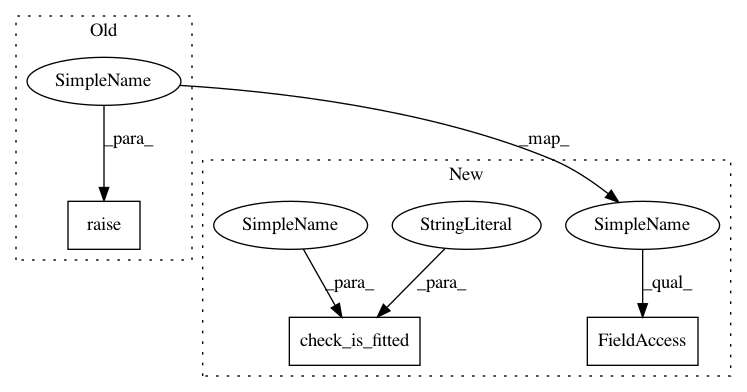 Old
SimpleName
_para_
_map_
raise
New
SimpleName
StringLiteral
SimpleName
_para_
_para_
_qual_
check_is_fitted
FieldAccess